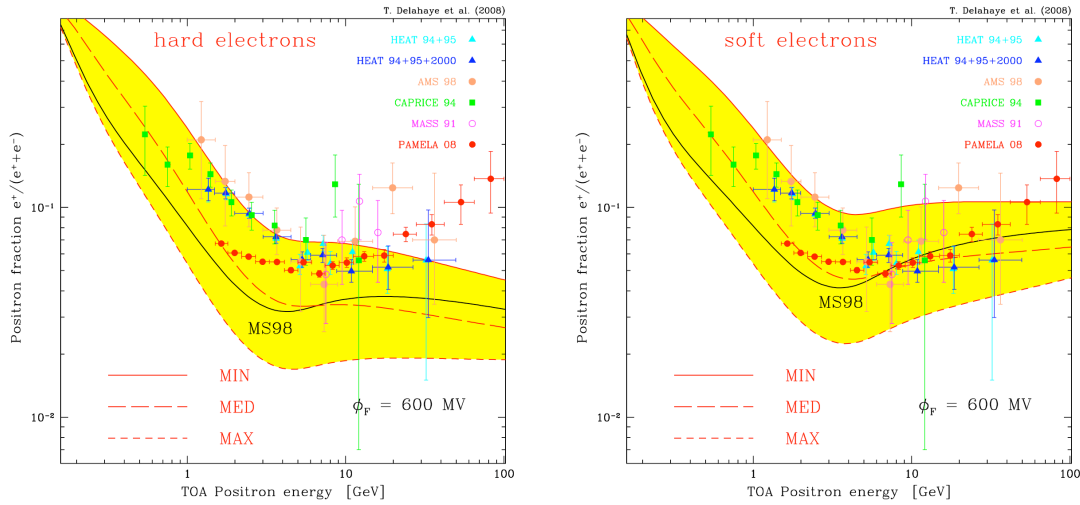 T. Delahaye et al. (2008)
hard electrons
HEAT 94+95
HEAT 94+95+2000
AMS 98
CAPRICE 94
MASS 91
PAMELA 08
Positron fraction e⁺/(e⁺+e⁻)
10⁻¹
10⁻²
MS98
MIN
MED
MAX
ϕ_F = 600 MV
1
10
100
TOA Positron energy [GeV]
T. Delahaye et al. (2008)
soft electrons
HEAT 94+95
HEAT 94+95+2000
AMS 98
CAPRICE 94
MASS 91
PAMELA 08
Positron fraction e⁺/(e⁺+e⁻)
10⁻¹
10⁻²
MS98
MIN
MED
MAX
ϕ_F = 600 MV
1
10
100
TOA Positron energy [GeV]